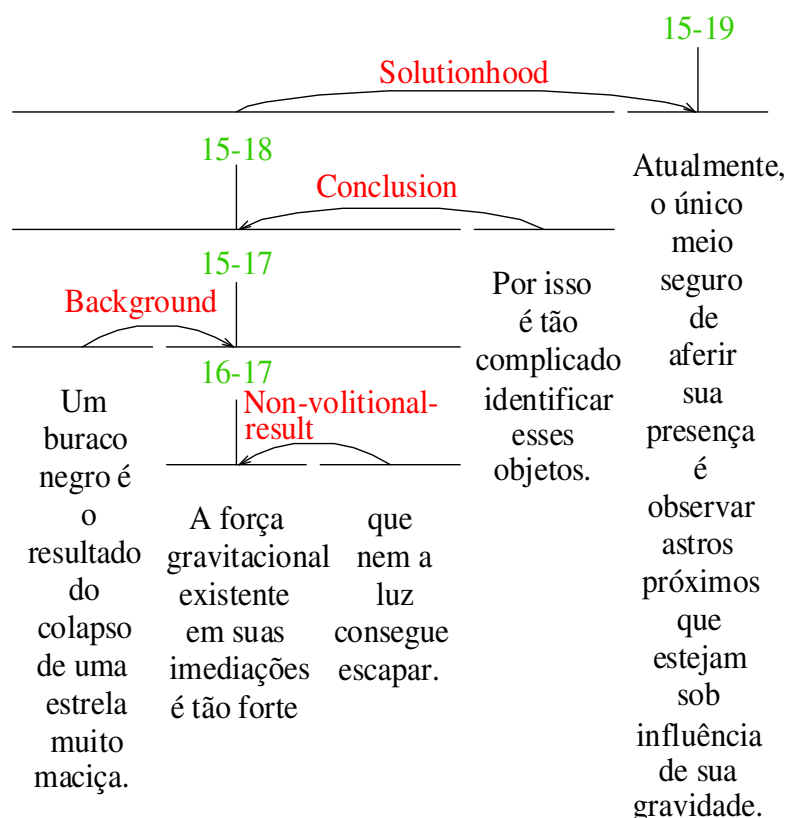 15-19
Solutionhood
15-18
Conclusion
15-17
Background
16-17
Non-volitional-
result
Um
buraco
negro é
o
resultado
do
colapso
de uma
estrela
muito
maciça.
A força
gravitacional
existente
em suas
imediações
é tão forte
que
nem a
luz
consegue
escapar.
Por isso
é tão
complicado
identificar
esses
objetos.
Atualmente,
o único
meio
seguro
de
aferir
sua
presença
é
observar
astros
próximos
que
estejam
sob
influência
de sua
gravidade.